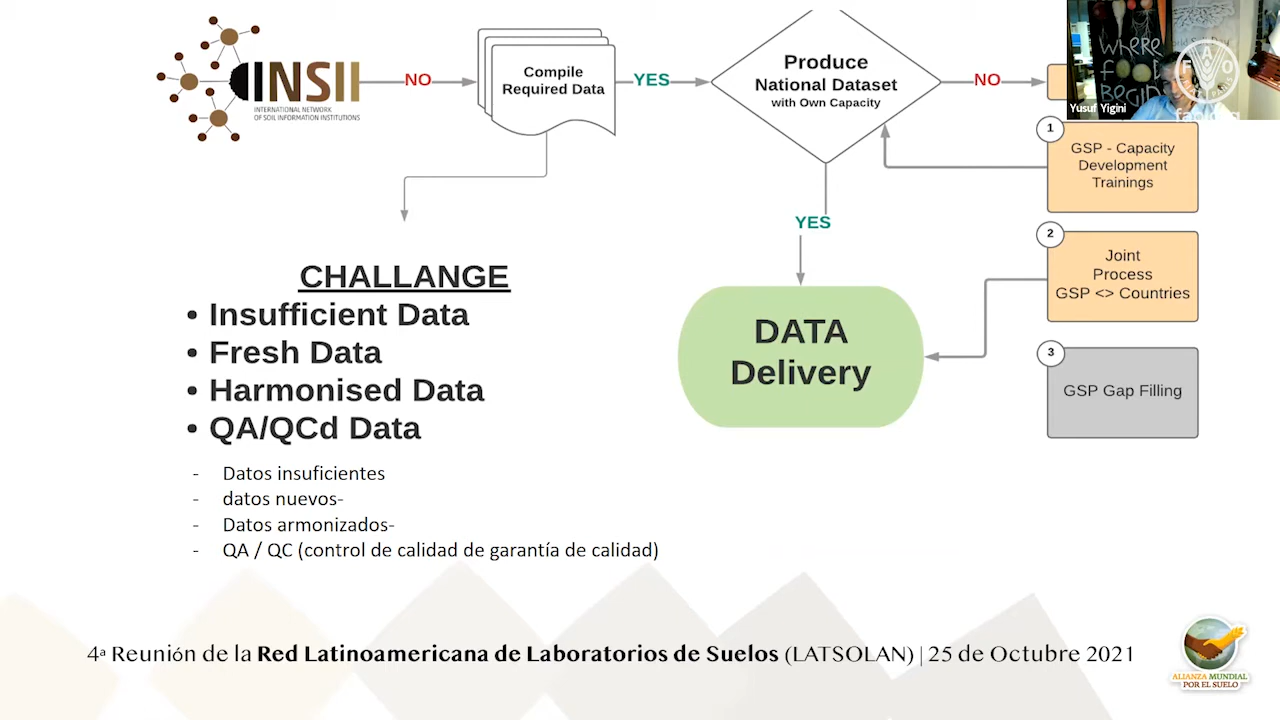 INSII
INTERNATIONAL NETWORK
OF SOIL INFORMATION INSTITUTIONS
NO
Compile
Required Data
YES
Produce
National Dataset
with Own Capacity
NO
WHERE
FOOD
BEGIN
FAO
Yusuf Yigini
1
GSP - Capacity
Development
Trainings
YES
2
Joint
Process
GSP <> Countries
DATA
Delivery
3
GSP Gap Filling
CHALLANGE
• Insufficient Data
• Fresh Data
• Harmonised Data
• QA/QCd Data
- Datos insuficientes
- datos nuevos-
- Datos armonizados-
- QA / QC (control de calidad de garantía de calidad)
4ª Reunión de la Red Latinoamericana de Laboratorios de Suelos (LATSOLAN) | 25 de Octubre 2021
ALIANZA MUNDIAL
POR EL SUELO